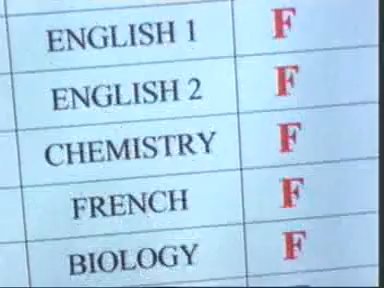 ENGLISH 1 F
ENGLISH 2 F
CHEMISTRY F
FRENCH F
BIOLOGY F